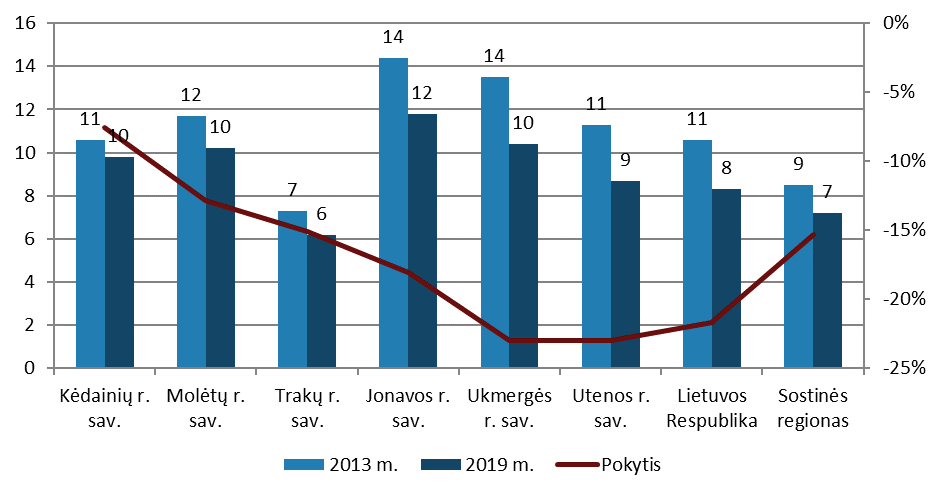 16
14
12
10
8
6
4
2
0
0%
-5%
-10%
-15%
-20%
-25%
11
10
12
10
7
6
14
12
14
10
11
9
11
8
9
7
Kėdainių r.
sav.
Molėtų r.
sav.
Trakų r.
sav.
Jonavos r.
sav.
Ukmergės
r. sav.
Utenos r.
sav.
Lietuvos
Respublika
Sostinės
regionas
2013 m.
2019 m.
Pokytis